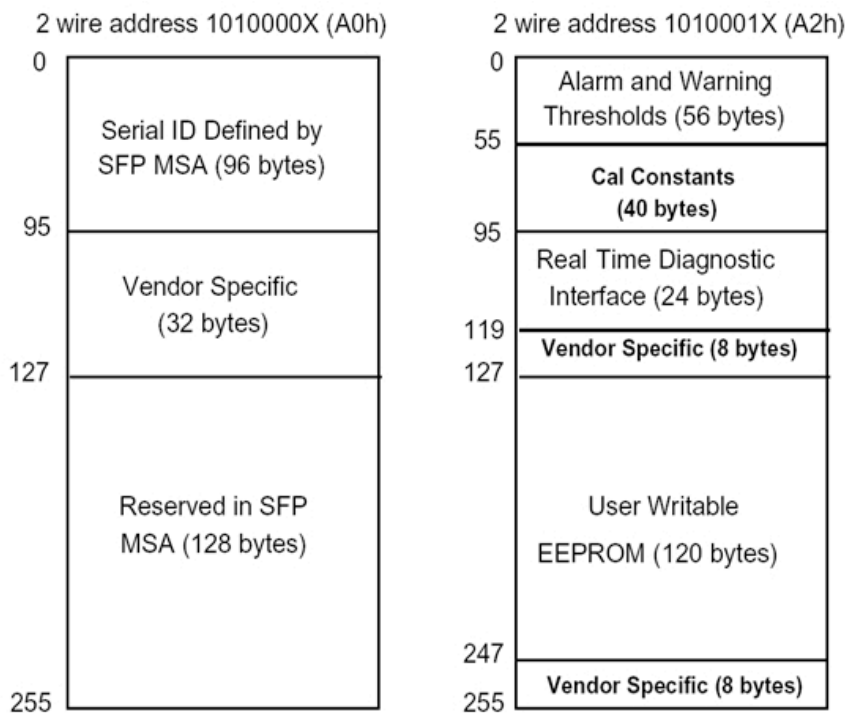 2 wire address 1010000X (A0h)
0
Serial ID Defined by
SFP MSA (96 bytes)
95
Vendor Specific
(32 bytes)
127
Reserved in SFP
MSA (128 bytes)
255
2 wire address 1010001X (A2h)
0
Alarm and Warning
Thresholds (56 bytes)
55
Cal Constants
(40 bytes)
95
Real Time Diagnostic
Interface (24 bytes)
119
Vendor Specific (8 bytes)
127
User Writable
EEPROM (120 bytes)
247
Vendor Specific (8 bytes)
255